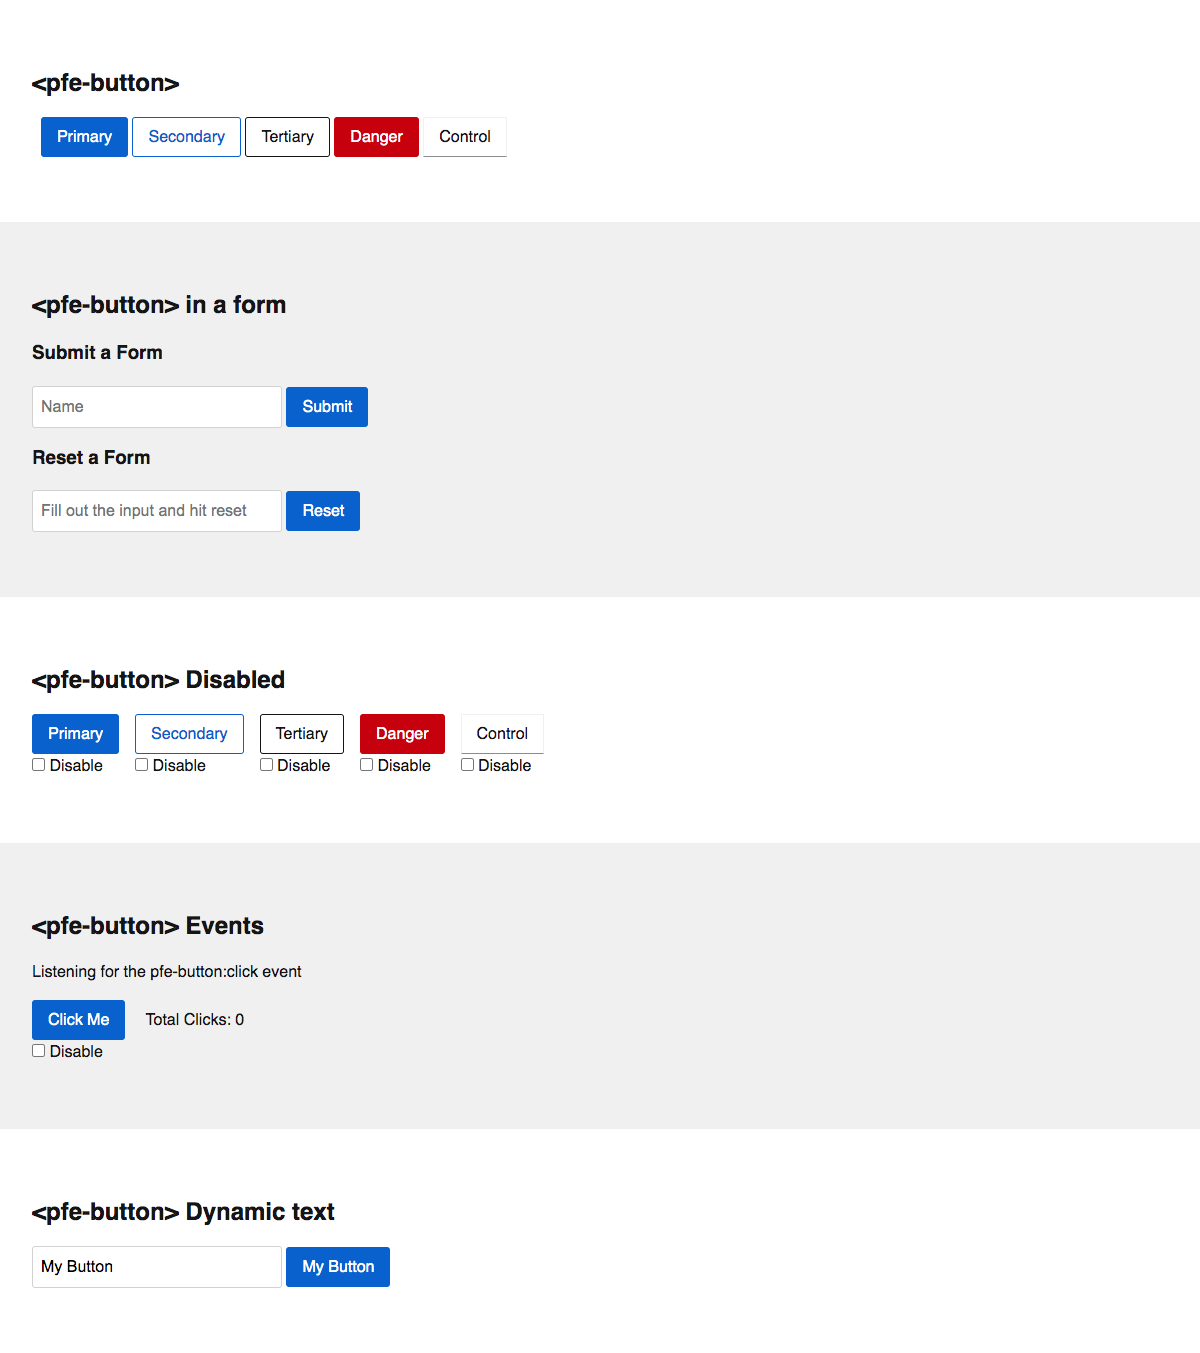 <pfe-button>
Primary Secondary Tertiary Danger Control
<pfe-button> in a form
Submit a Form
Name Submit
Reset a Form
Fill out the input and hit reset Reset
<pfe-button> Disabled
Primary Secondary Tertiary Danger Control
Disable Disable Disable Disable Disable
<pfe-button> Events
Listening for the pfe-button:click event
Click Me Total Clicks: 0
Disable
<pfe-button> Dynamic text
My Button My Button